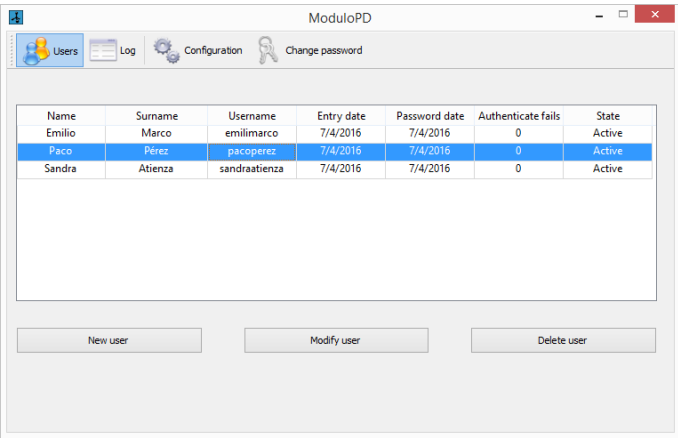 ModuloPD
Users Log Configuration Change password
Name Surname Username Entry date Password date Authenticate fails State
Emilio Marco emilimarco 7/4/2016 7/4/2016 0 Active
Paco Pérez pacoperez 7/4/2016 7/4/2016 0 Active
Sandra Atienza sandraatienza 7/4/2016 7/4/2016 0 Active
New user Modify user Delete user